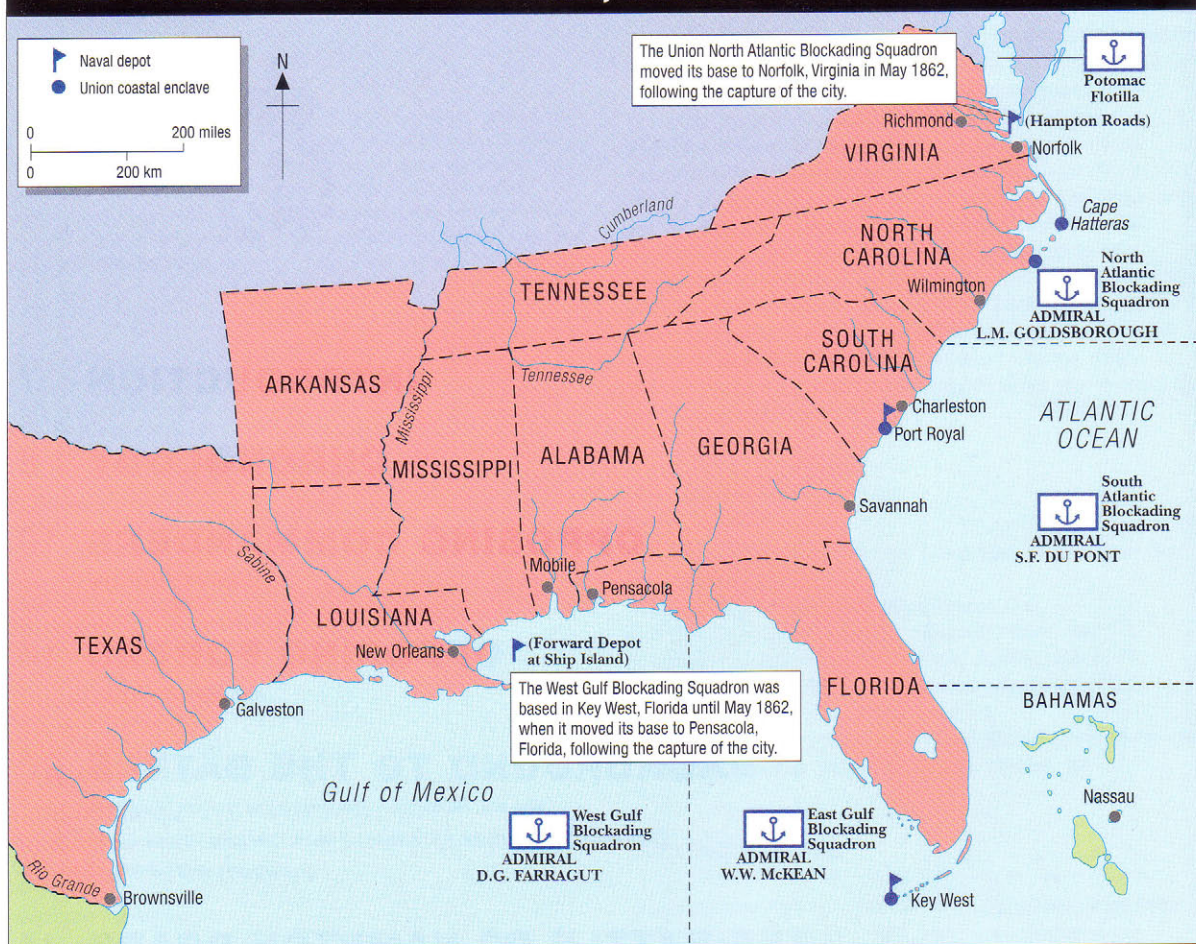 Naval depot
Union coastal enclave
0
200 miles
0
200 km
N
The Union North Atlantic Blockading Squadron
moved its base to Norfolk, Virginia in May 1862,
following the capture of the city.
Potomac
Flotilla
Richmond
(Hampton Roads)
VIRGINIA
Norfolk
Cumberland
Cape
Hatteras
NORTH
CAROLINA
TENNESSEE
Wilmington
North
Atlantic
Blockading
Squadron
ADMIRAL
L.M. GOLDSBOROUGH
SOUTH
CAROLINA
ARKANSAS
Mississippi
Tennessee
Charleston
Port Royal
ATLANTIC
OCEAN
MISSISSIPPI
ALABAMA
GEORGIA
Savannah
South
Atlantic
Blockading
Squadron
ADMIRAL
S.F. DU PONT
Sabine
Mobile
Pensacola
LOUISIANA
TEXAS
New Orleans
(Forward Depot
at Ship Island)
The West Gulf Blockading Squadron was
based in Key West, Florida until May 1862,
when it moved its base to Pensacola,
Florida, following the capture of the city.
FLORIDA
BAHAMAS
Galveston
Gulf of Mexico
Nassau
West Gulf
Blockading
Squadron
ADMIRAL
D.G. FARRAGUT
East Gulf
Blockading
Squadron
ADMIRAL
W.W. McKEAN
Rio Grande
Brownsville
Key West